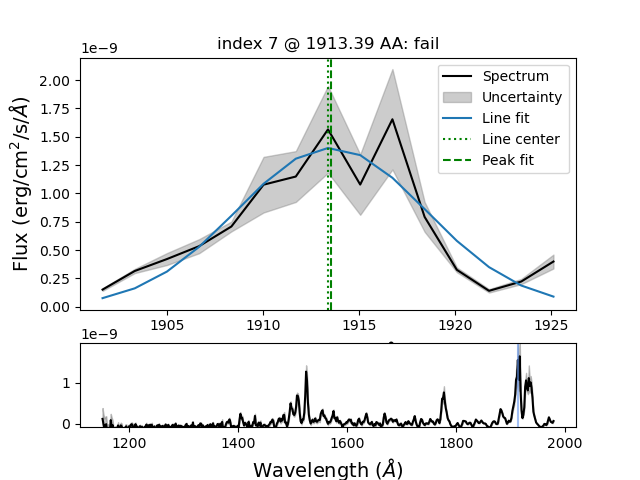 index 7 @ 1913.39 AA: fail
1e−9
Flux (erg/cm²/s/Å)
2.00
1.75
1.50
1.25
1.00
0.75
0.50
0.25
0.00
Spectrum
Uncertainty
Line fit
Line center
Peak fit
1905 1910 1915 1920 1925
1e−9
1
0
1200 1400 1600 1800 2000
Wavelength (Å)